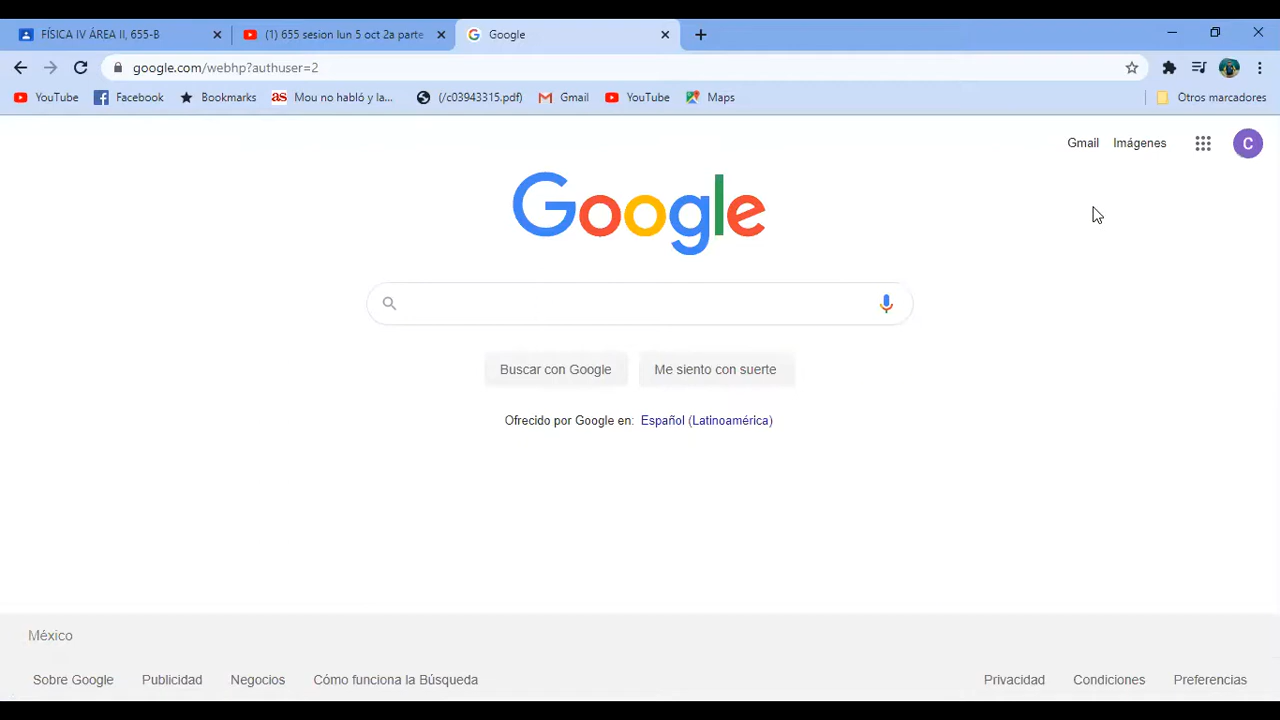 FÍSICA IV ÁREA II, 655-B
(1) 655 sesion lun 5 oct 2a parte
Google
google.com/webhp?authuser=2
YouTube
Facebook
Bookmarks
as
Mou no habló y la...
(/c03943315.pdf)
Gmail
YouTube
Maps
Otros marcadores
Gmail
Imágenes
C
Google
Buscar con Google
Me siento con suerte
Ofrecido por Google en: Español (Latinoamérica)
México
Sobre Google
Publicidad
Negocios
Cómo funciona la Búsqueda
Privacidad
Condiciones
Preferencias